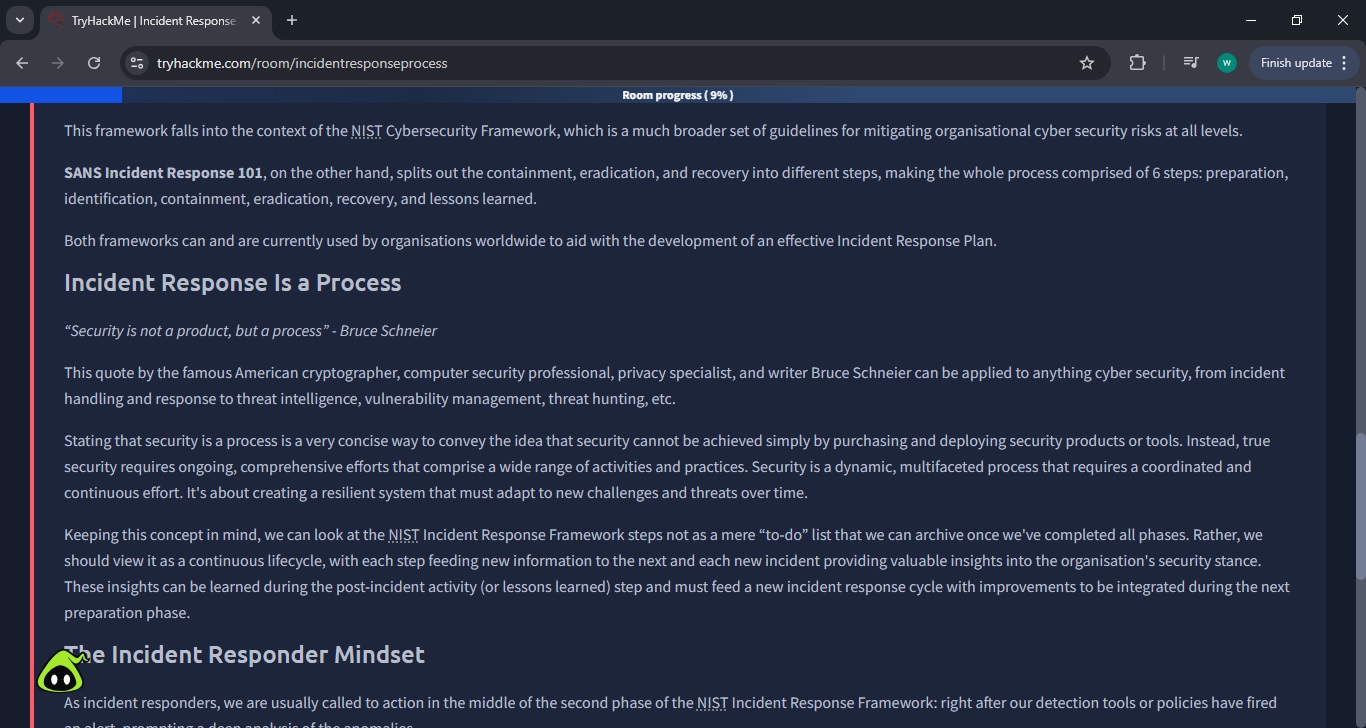 TryHackMe | Incident Response
tryhackme.com/room/incidentresponseprocess
W
Finish update
Room progress ( 9% )
This framework falls into the context of the NIST Cybersecurity Framework, which is a much broader set of guidelines for mitigating organisational cyber security risks at all levels.
SANS Incident Response 101, on the other hand, splits out the containment, eradication, and recovery into different steps, making the whole process comprised of 6 steps: preparation,
identification, containment, eradication, recovery, and lessons learned.
Both frameworks can and are currently used by organisations worldwide to aid with the development of an effective Incident Response Plan.
Incident Response Is a Process
“Security is not a product, but a process” - Bruce Schneier
This quote by the famous American cryptographer, computer security professional, privacy specialist, and writer Bruce Schneier can be applied to anything cyber security, from incident
handling and response to threat intelligence, vulnerability management, threat hunting, etc.
Stating that security is a process is a very concise way to convey the idea that security cannot be achieved simply by purchasing and deploying security products or tools. Instead, true
security requires ongoing, comprehensive efforts that comprise a wide range of activities and practices. Security is a dynamic, multifaceted process that requires a coordinated and
continuous effort. It's about creating a resilient system that must adapt to new challenges and threats over time.
Keeping this concept in mind, we can look at the NIST Incident Response Framework steps not as a mere “to-do” list that we can archive once we've completed all phases. Rather, we
should view it as a continuous lifecycle, with each step feeding new information to the next and each new incident providing valuable insights into the organisation's security stance.
These insights can be learned during the post-incident activity (or lessons learned) step and must feed a new incident response cycle with improvements to be integrated during the next
preparation phase.
The Incident Responder Mindset
As incident responders, we are usually called to action in the middle of the second phase of the NIST Incident Response Framework: right after our detection tools or policies have fired
an alert, prompting a deep analysis of the anomalies.